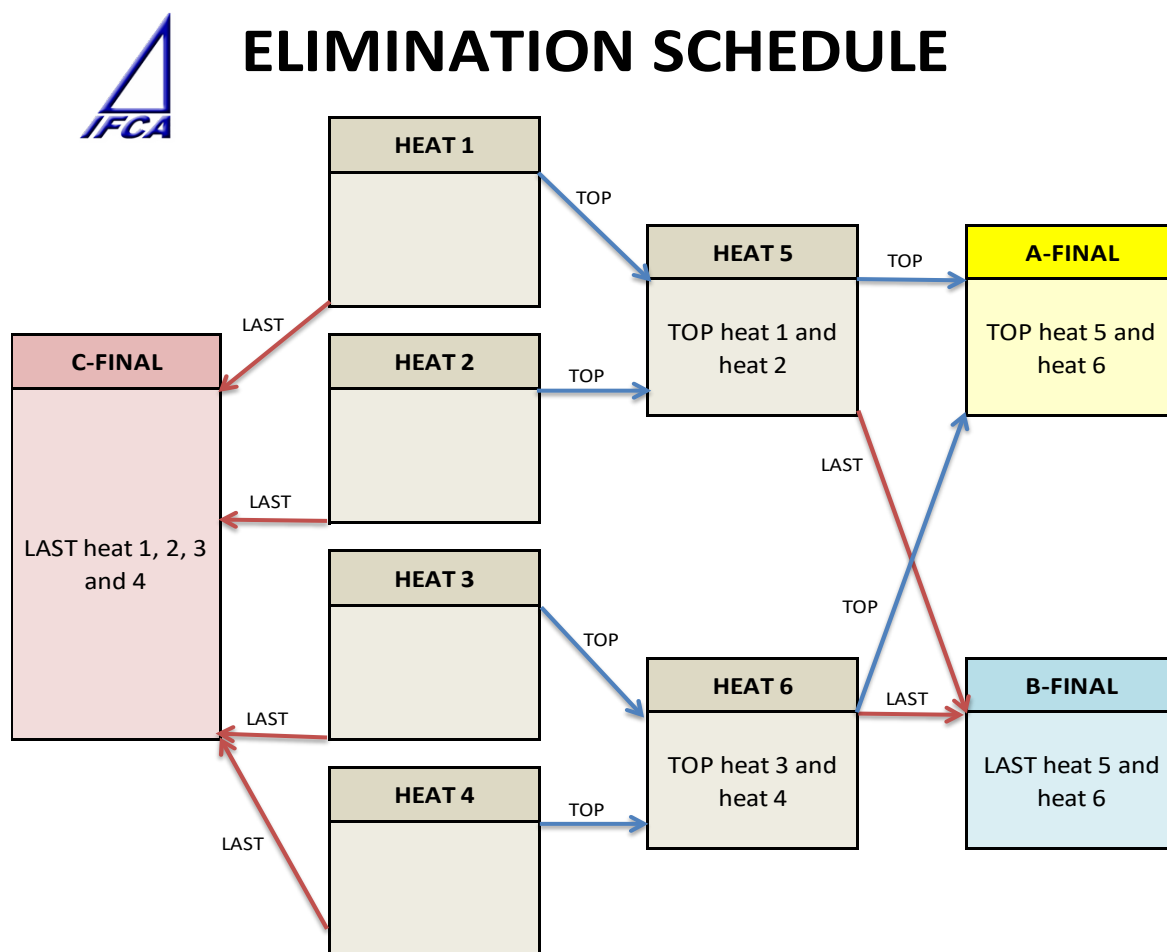 ELIMINATION SCHEDULE
IFCA
HEAT 1
TOP
HEAT 5
TOP
A-FINAL
LAST
TOP heat 1 and
heat 2
TOP heat 5 and
heat 6
C-FINAL
HEAT 2
TOP
LAST
LAST
LAST heat 1, 2, 3
and 4
HEAT 3
TOP
TOP
HEAT 6
LAST
B-FINAL
LAST
TOP heat 3 and
heat 4
LAST heat 5 and
heat 6
HEAT 4
TOP
LAST